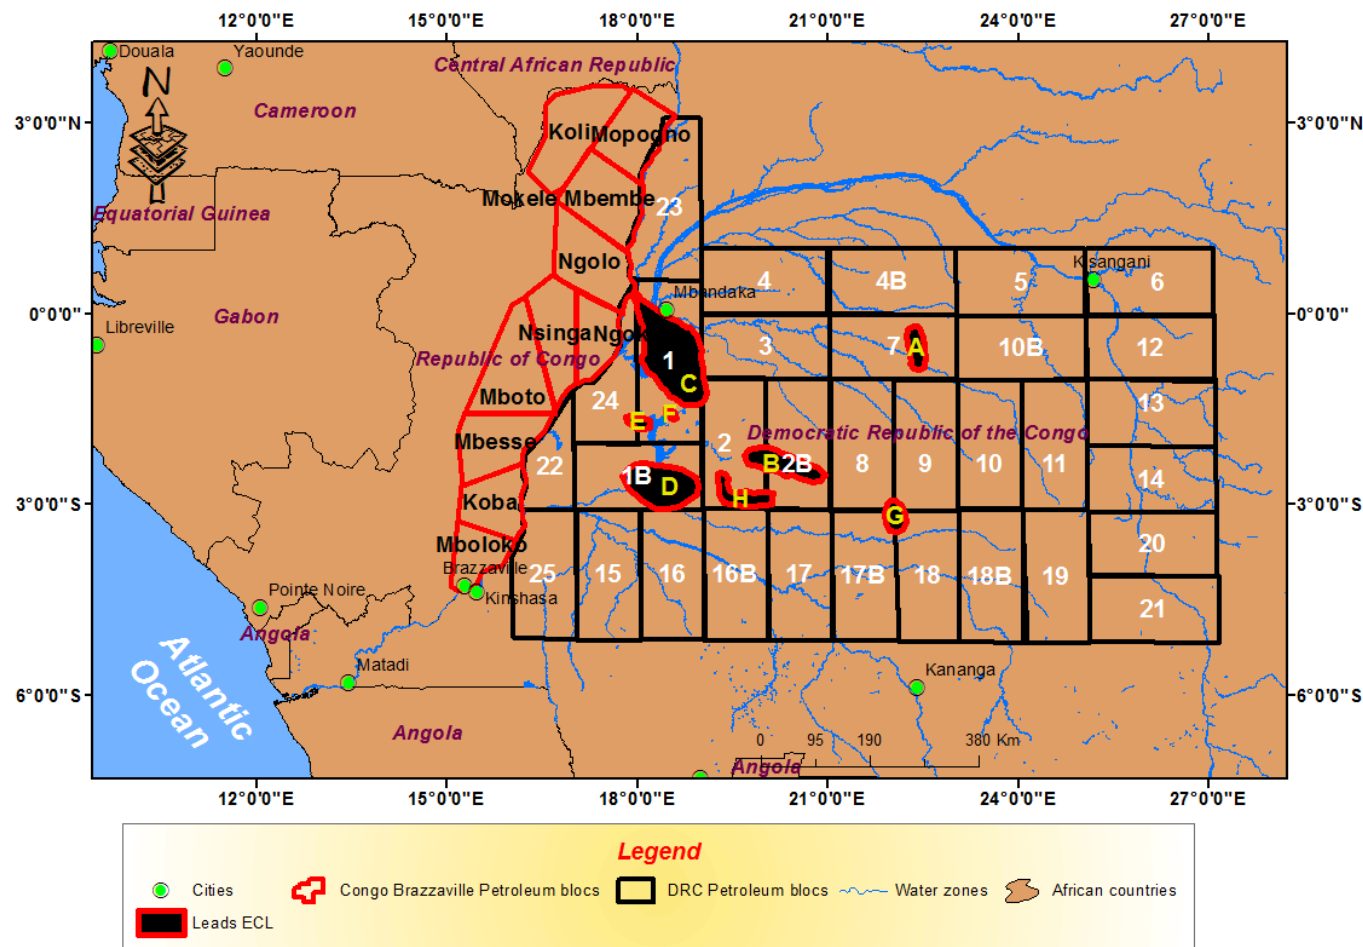 12°0'0"E 15°0'0"E 18°0'0"E 21°0'0"E 24°0'0"E 27°0'0"E
Douala
Yaounde
Central African Republic
N
Cameroon
3°0'0"N
3°0'0"N
Koli
Mopogno
Mokele Mbembe
23
Equatorial Guinea
Ngolo
Kisangani
4
4B
5
6
Mbandaka
0°0'0"
0°0'0"
Gabon
Libreville
Nsinga
Ngok
Republic of Congo
1
3
7
A
10B
12
C
Mboto
24
E
F
13
Mbesse
2
Democratic Republic of the Congo
22
1B
D
B
2B
8
9
10
11
14
3°0'0"S
3°0'0"S
Koba
H
G
Mboloko
20
Brazzaville
Kinshasa
25
15
16
16B
17
17B
18
18B
19
21
Pointe Noire
Angola
Matadi
Kananga
6°0'0"S
6°0'0"S
Atlantic
Ocean
Angola
0 95 190 380 Km
Angola
12°0'0"E 15°0'0"E 18°0'0"E 21°0'0"E 24°0'0"E 27°0'0"E
Legend
Cities
Congo Brazzaville Petroleum blocs
DRC Petroleum blocs
Water zones
African countries
Leads ECL